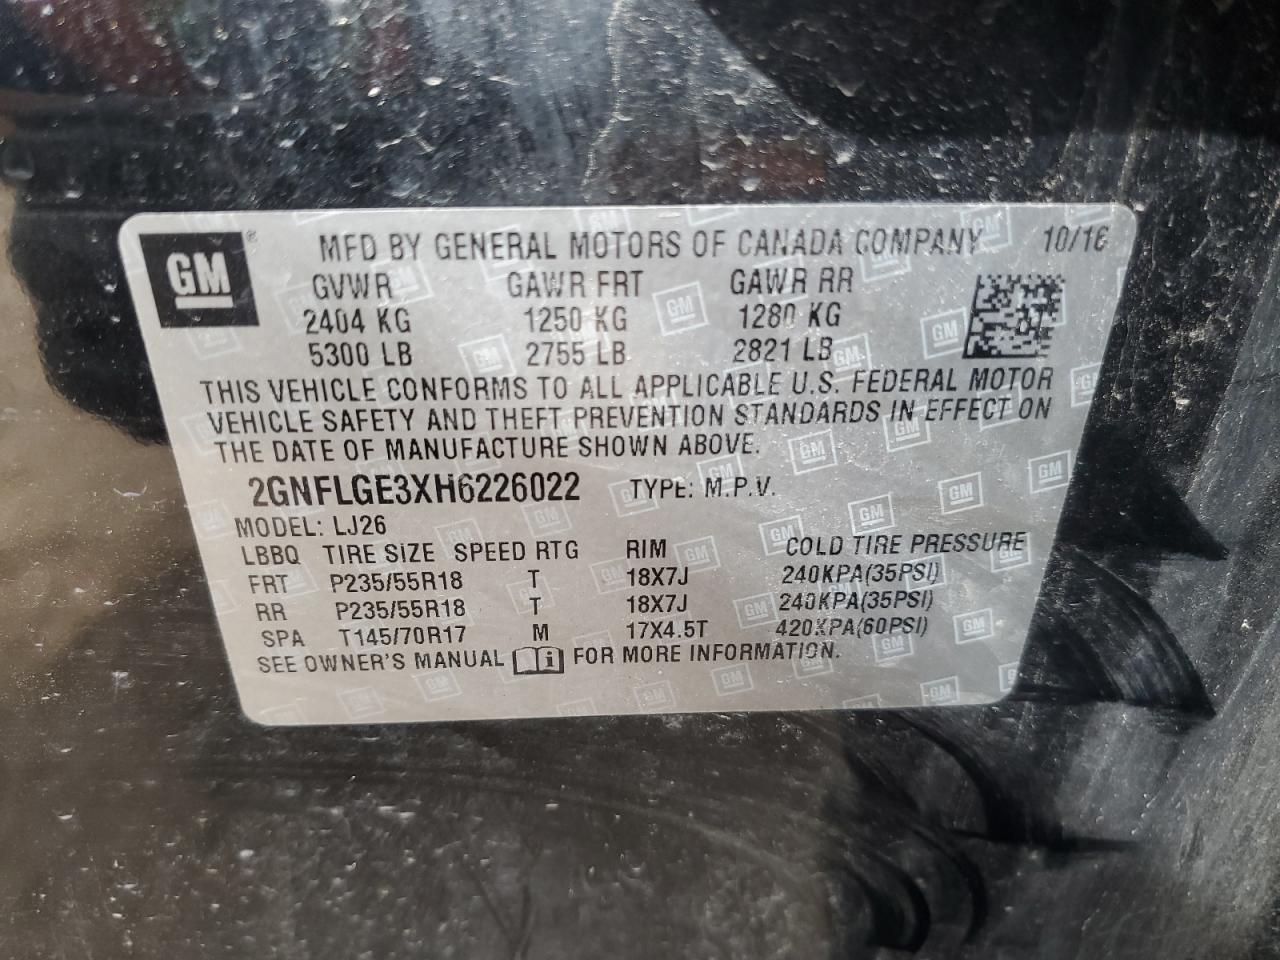 GM ® MFD BY GENERAL MOTORS OF CANADA COMPANY 10/16
GVWR GAWR FRT GAWR RR
2404 KG 1250 KG 1280 KG
5300 LB 2755 LB 2821 LB
THIS VEHICLE CONFORMS TO ALL APPLICABLE U.S. FEDERAL MOTOR
VEHICLE SAFETY AND THEFT PREVENTION STANDARDS IN EFFECT ON
THE DATE OF MANUFACTURE SHOWN ABOVE.
2GNFLGE3XH6226022 TYPE: M.P.V.
MODEL: LJ26
LBBQ TIRE SIZE SPEED RTG RIM COLD TIRE PRESSURE
FRT P235/55R18 T 18X7J 240KPA(35PSI)
RR P235/55R18 T 18X7J 240KPA(35PSI)
SPA T145/70R17 M 17X4.5T 420KPA(60PSI)
SEE OWNER'S MANUAL i FOR MORE INFORMATION.